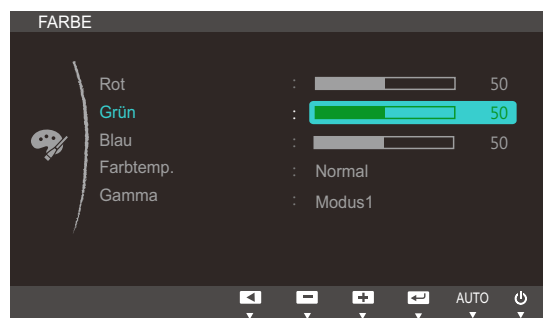 FARBE
Rot : 50
Grün : 50
Blau : 50
Farbtemp. : Normal
Gamma : Modus1
AUTO